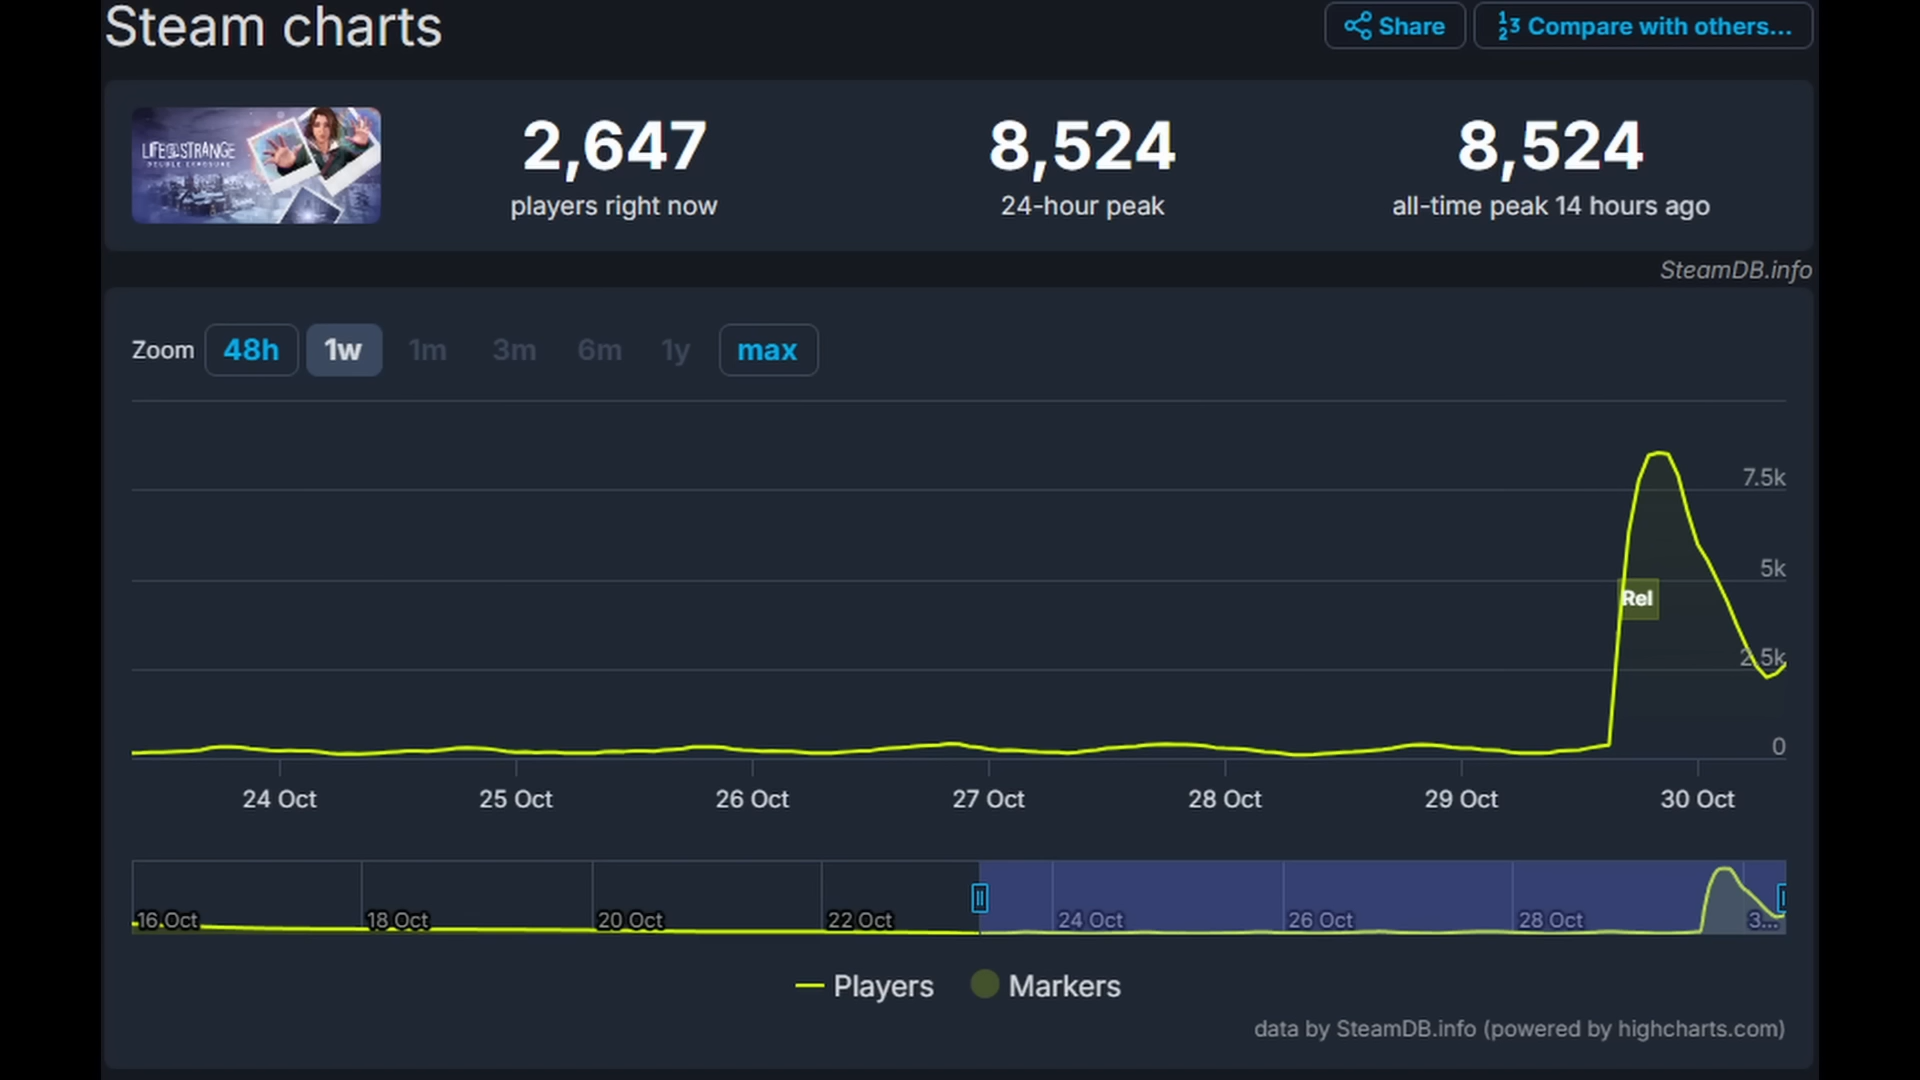 Steam charts
Share
Compare with others...
LIFE IS STRANGE
DOUBLE EXPOSURE
2,647
players right now
8,524
24-hour peak
8,524
all-time peak 14 hours ago
SteamDB.info
Zoom 48h 1w 1m 3m 6m 1y max
7.5k
5k
Rel
2.5k
0
24 Oct 25 Oct 26 Oct 27 Oct 28 Oct 29 Oct 30 Oct
16 Oct 18 Oct 20 Oct 22 Oct 24 Oct 26 Oct 28 Oct 3...
Players Markers
data by SteamDB.info (powered by highcharts.com)